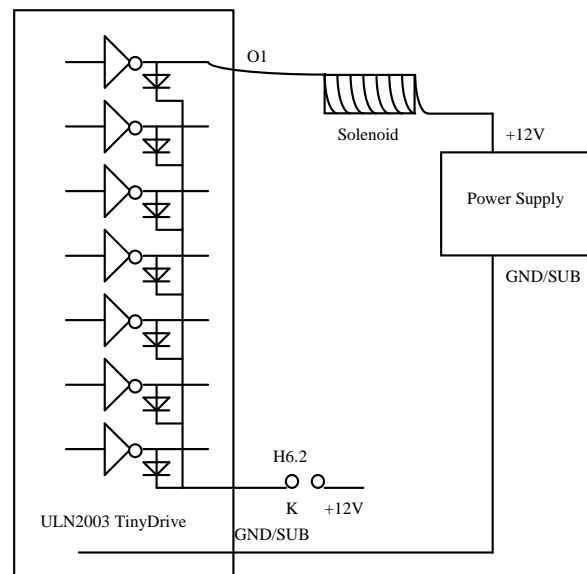 O1
Solenoid
+12V
Power Supply
GND/SUB
H6.2
K +12V
ULN2003 TinyDrive
GND/SUB